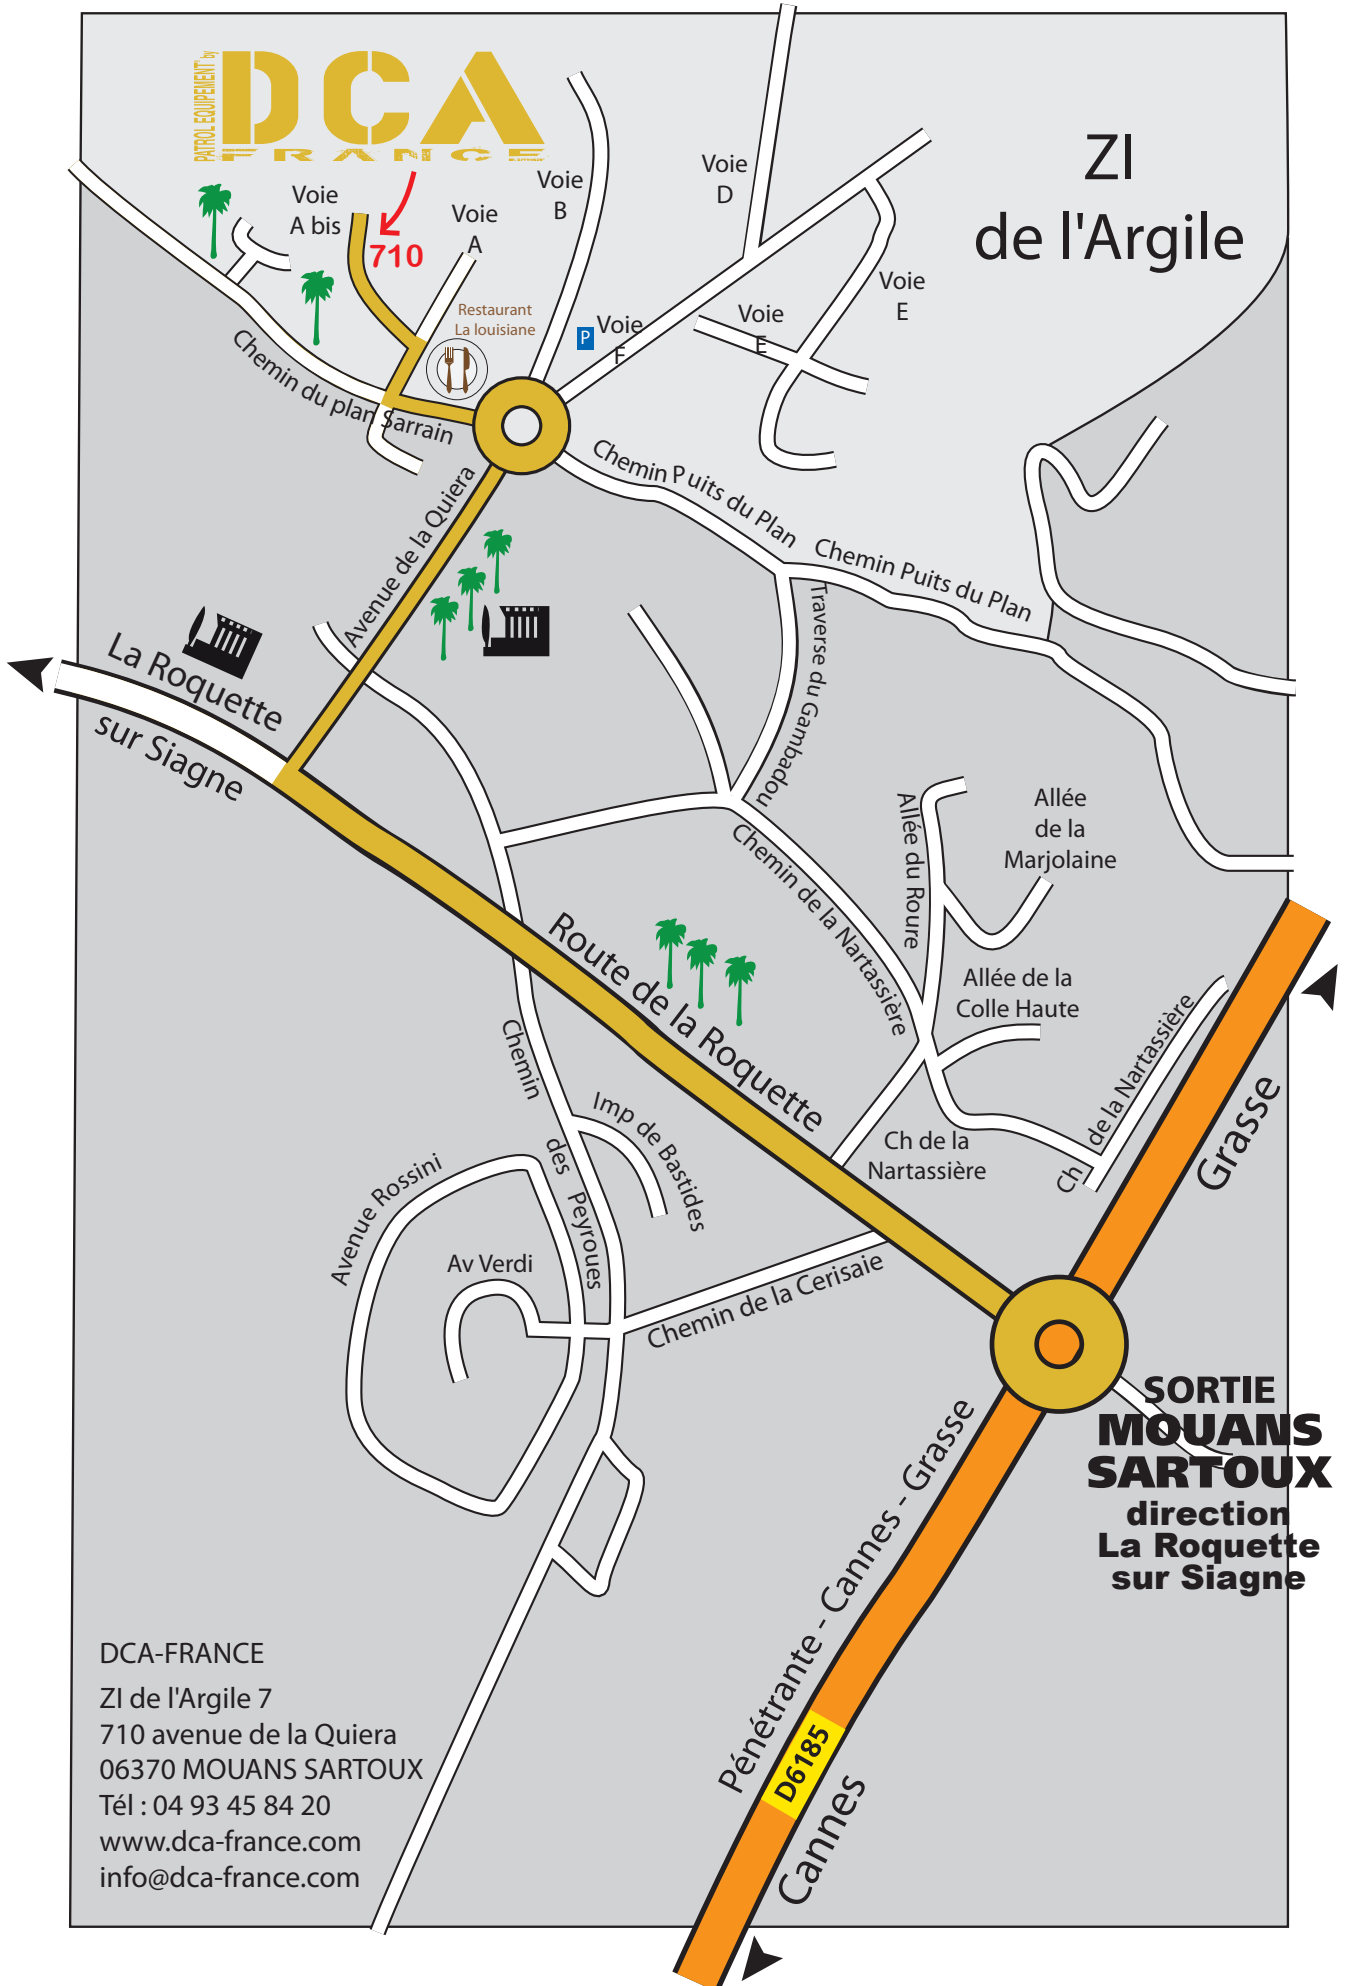 PATROL EQUIPEMENT by
DCA
FRANCE
ZI
de l'Argile
Voie
A bis
710
Voie
A
Voie
B
Voie
D
Voie
E
Voie
E
Voie
F
P
Restaurant
La louisiane
Chemin du plan Sarrain
Chemin Puits du Plan
Chemin Puits du Plan
Avenue de la Quiera
Traverse du Gambadou
La Roquette
sur Siagne
Allée du Roure
Allée
de la
Marjolaine
Chemin de la Nartassière
Allée de la
Colle Haute
Route de la Roquette
Ch de la Nartassière
Grasse
Ch de la
Nartassière
Chemin des Peyroues
Imp de Bastides
Avenue Rossini
Av Verdi
Chemin de la Cerisaie
SORTIE
MOUANS
SARTOUX
direction
La Roquette
sur Siagne
Pénétrante - Cannes - Grasse
D6185
Cannes
DCA-FRANCE
ZI de l'Argile 7
710 avenue de la Quiera
06370 MOUANS SARTOUX
Tél : 04 93 45 84 20
www.dca-france.com
info@dca-france.com